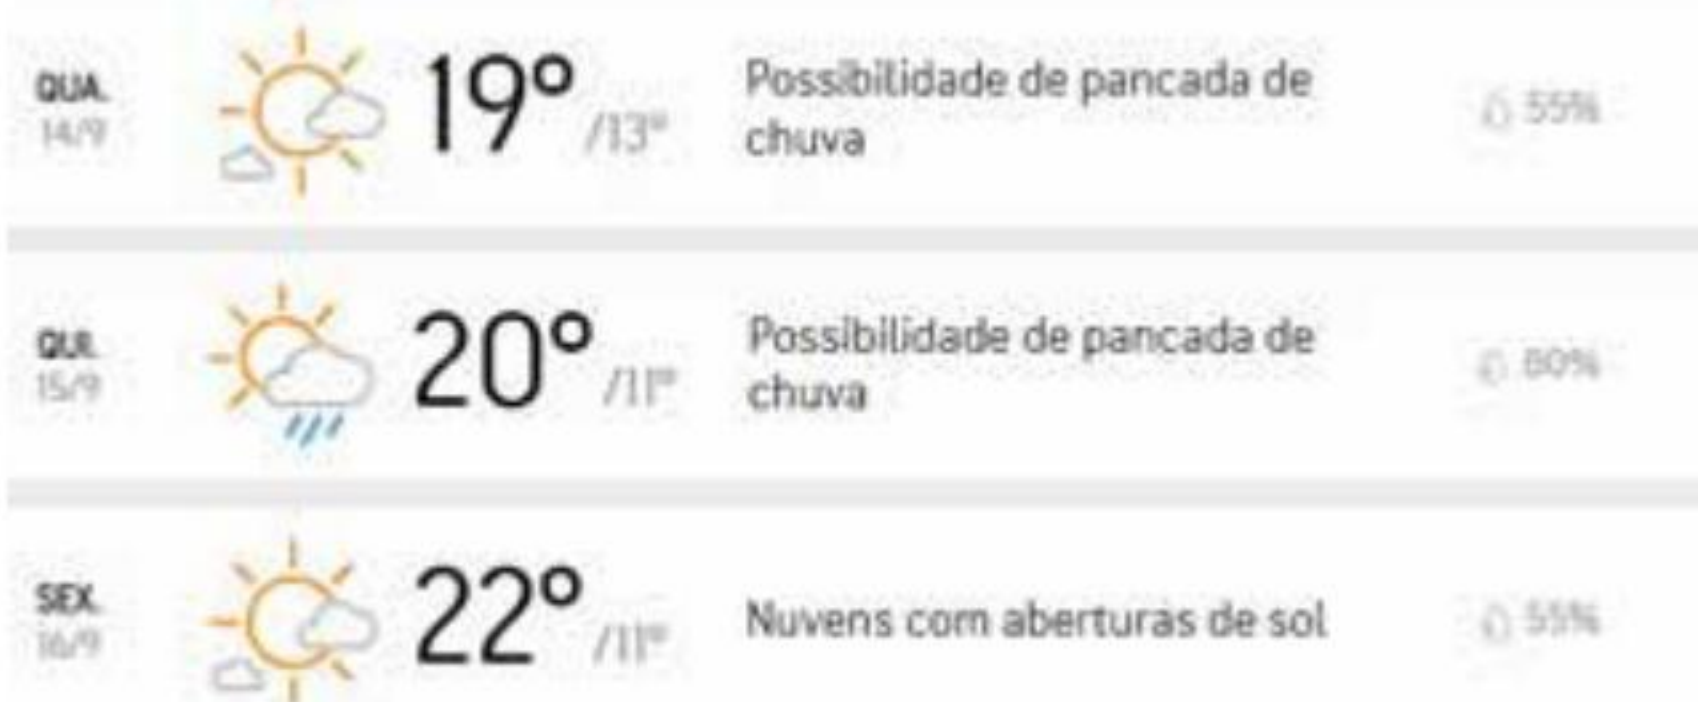 QUA.
14/9
19°
/13°
Possibilidade de pancada de
chuva
55%
QUI.
15/9
20°
/11°
Possibilidade de pancada de
chuva
80%
SEX.
16/9
22°
/11°
Nuvens com aberturas de sol
55%